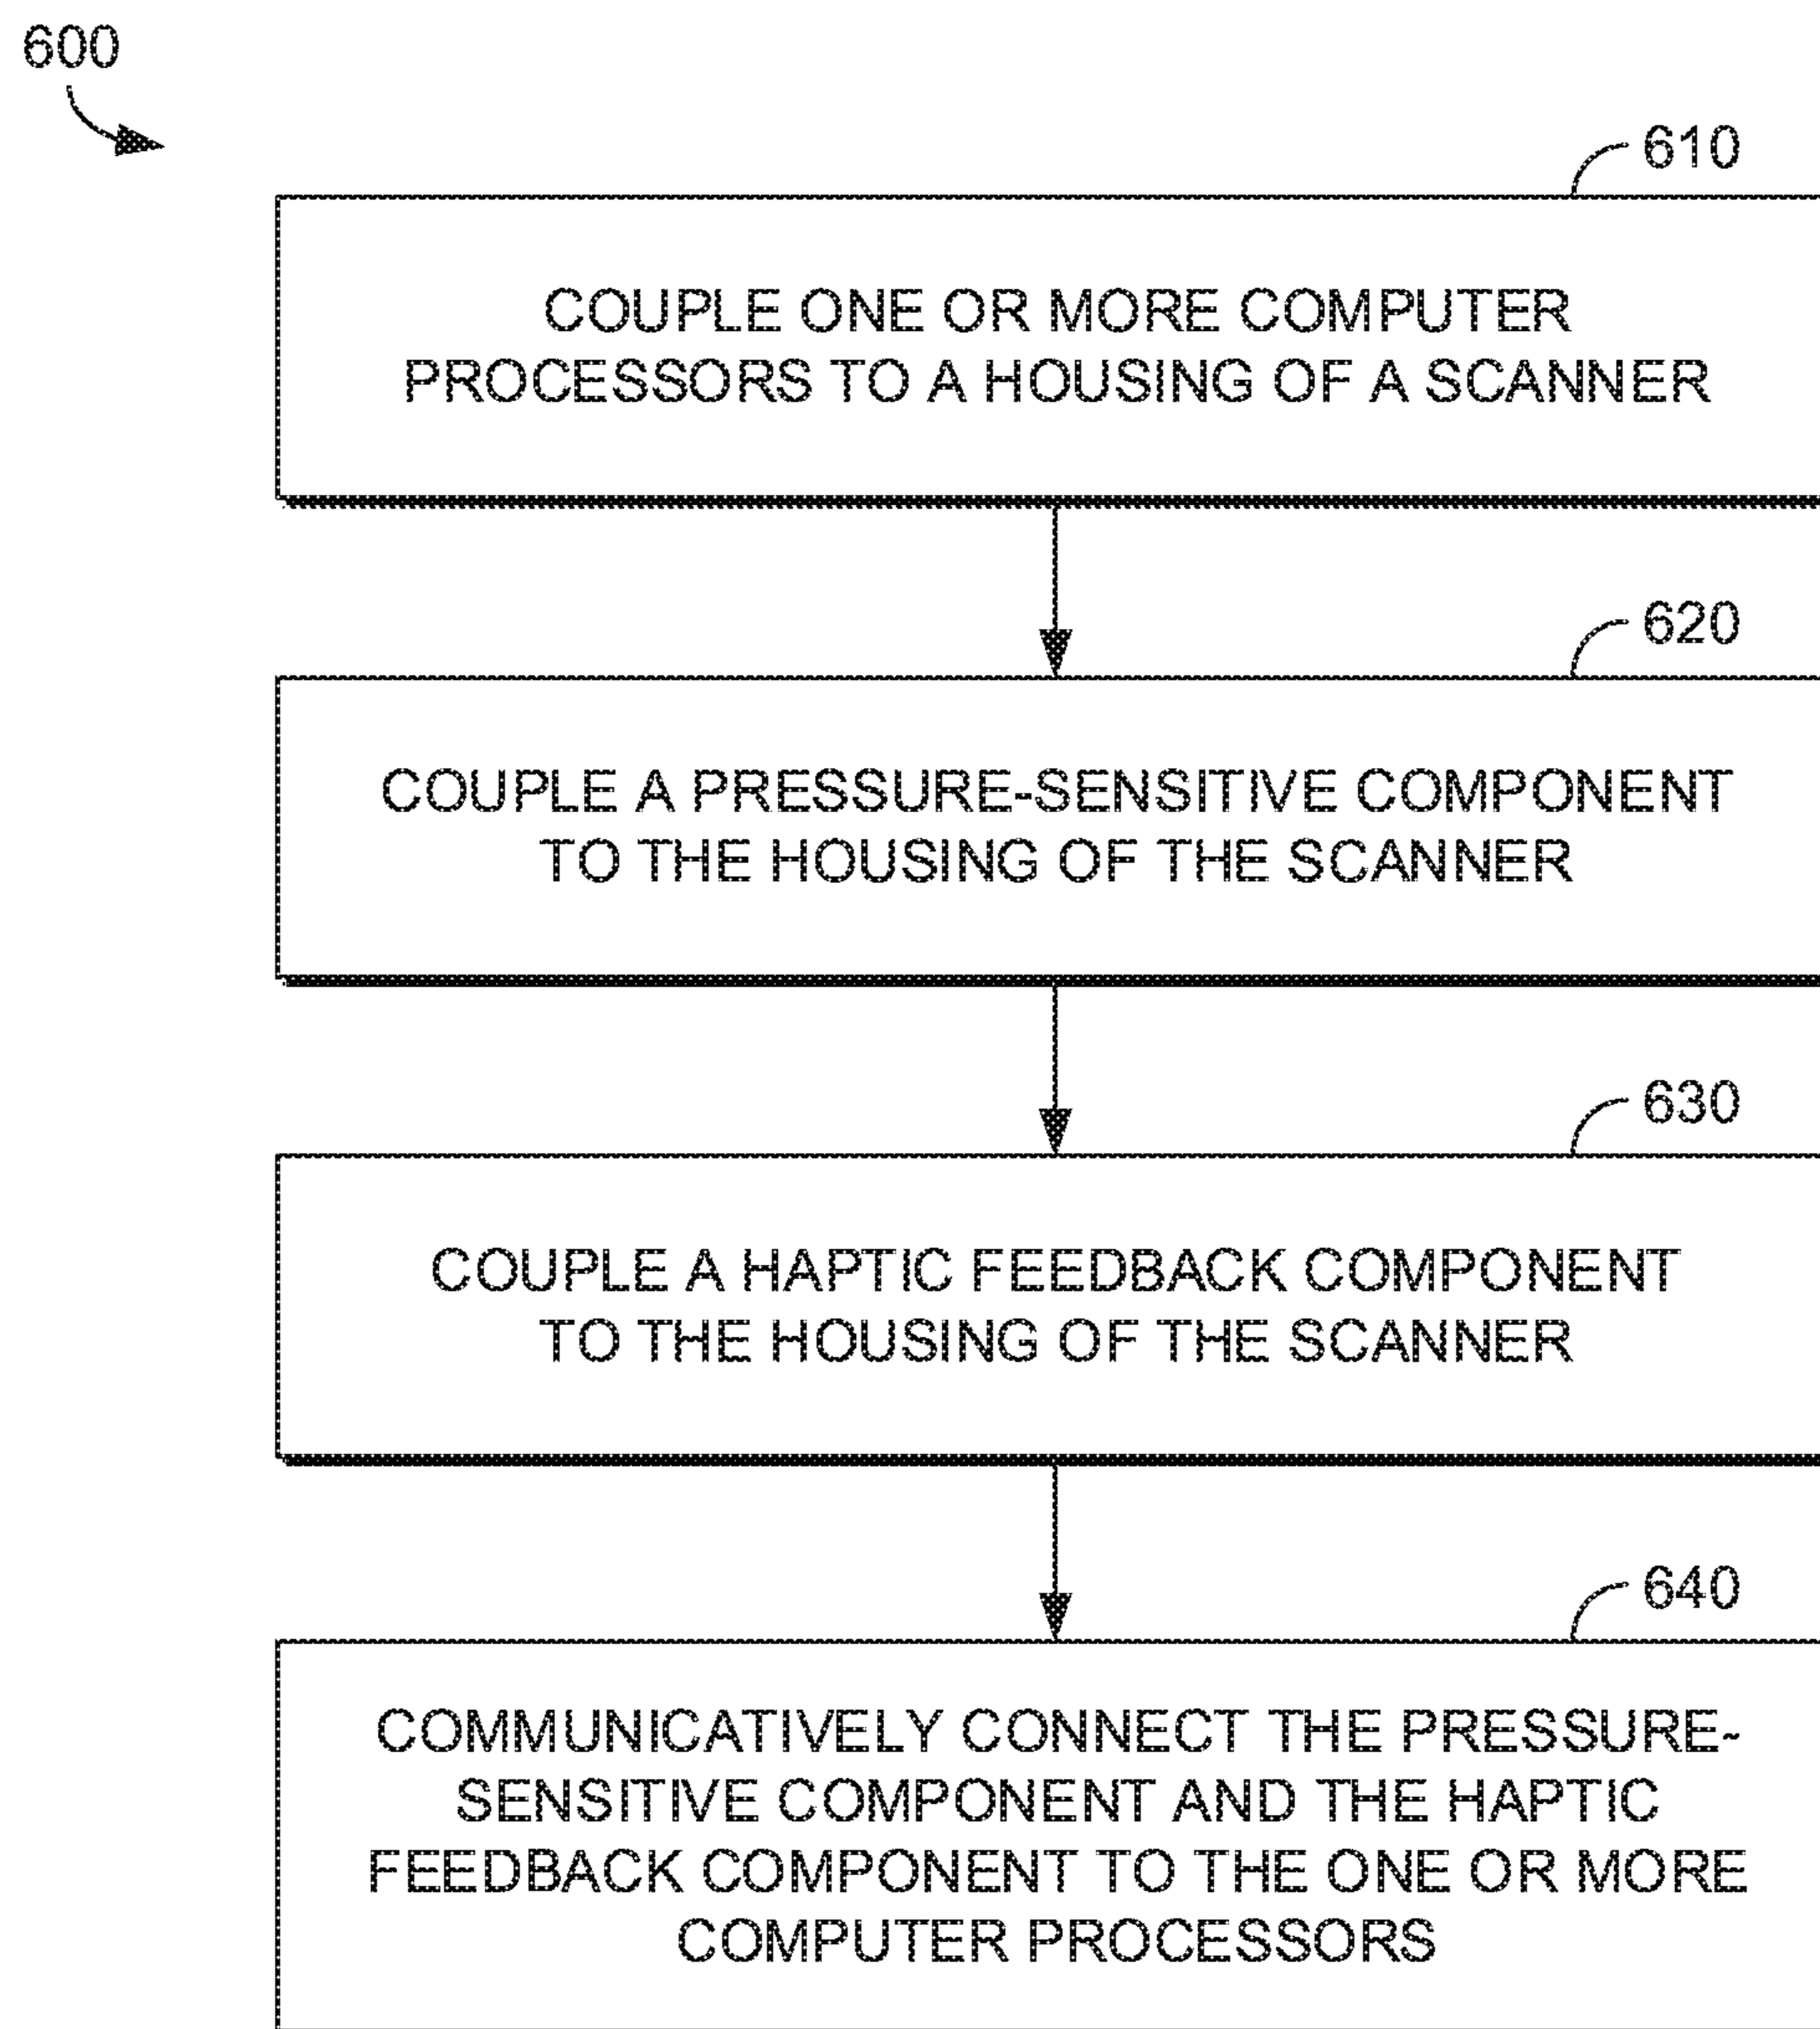 600
610
COUPLE ONE OR MORE COMPUTER
PROCESSORS TO A HOUSING OF A SCANNER
620
COUPLE A PRESSURE-SENSITIVE COMPONENT
TO THE HOUSING OF THE SCANNER
630
COUPLE A HAPTIC FEEDBACK COMPONENT
TO THE HOUSING OF THE SCANNER
640
COMMUNICATIVELY CONNECT THE PRESSURE-
SENSITIVE COMPONENT AND THE HAPTIC
FEEDBACK COMPONENT TO THE ONE OR MORE
COMPUTER PROCESSORS